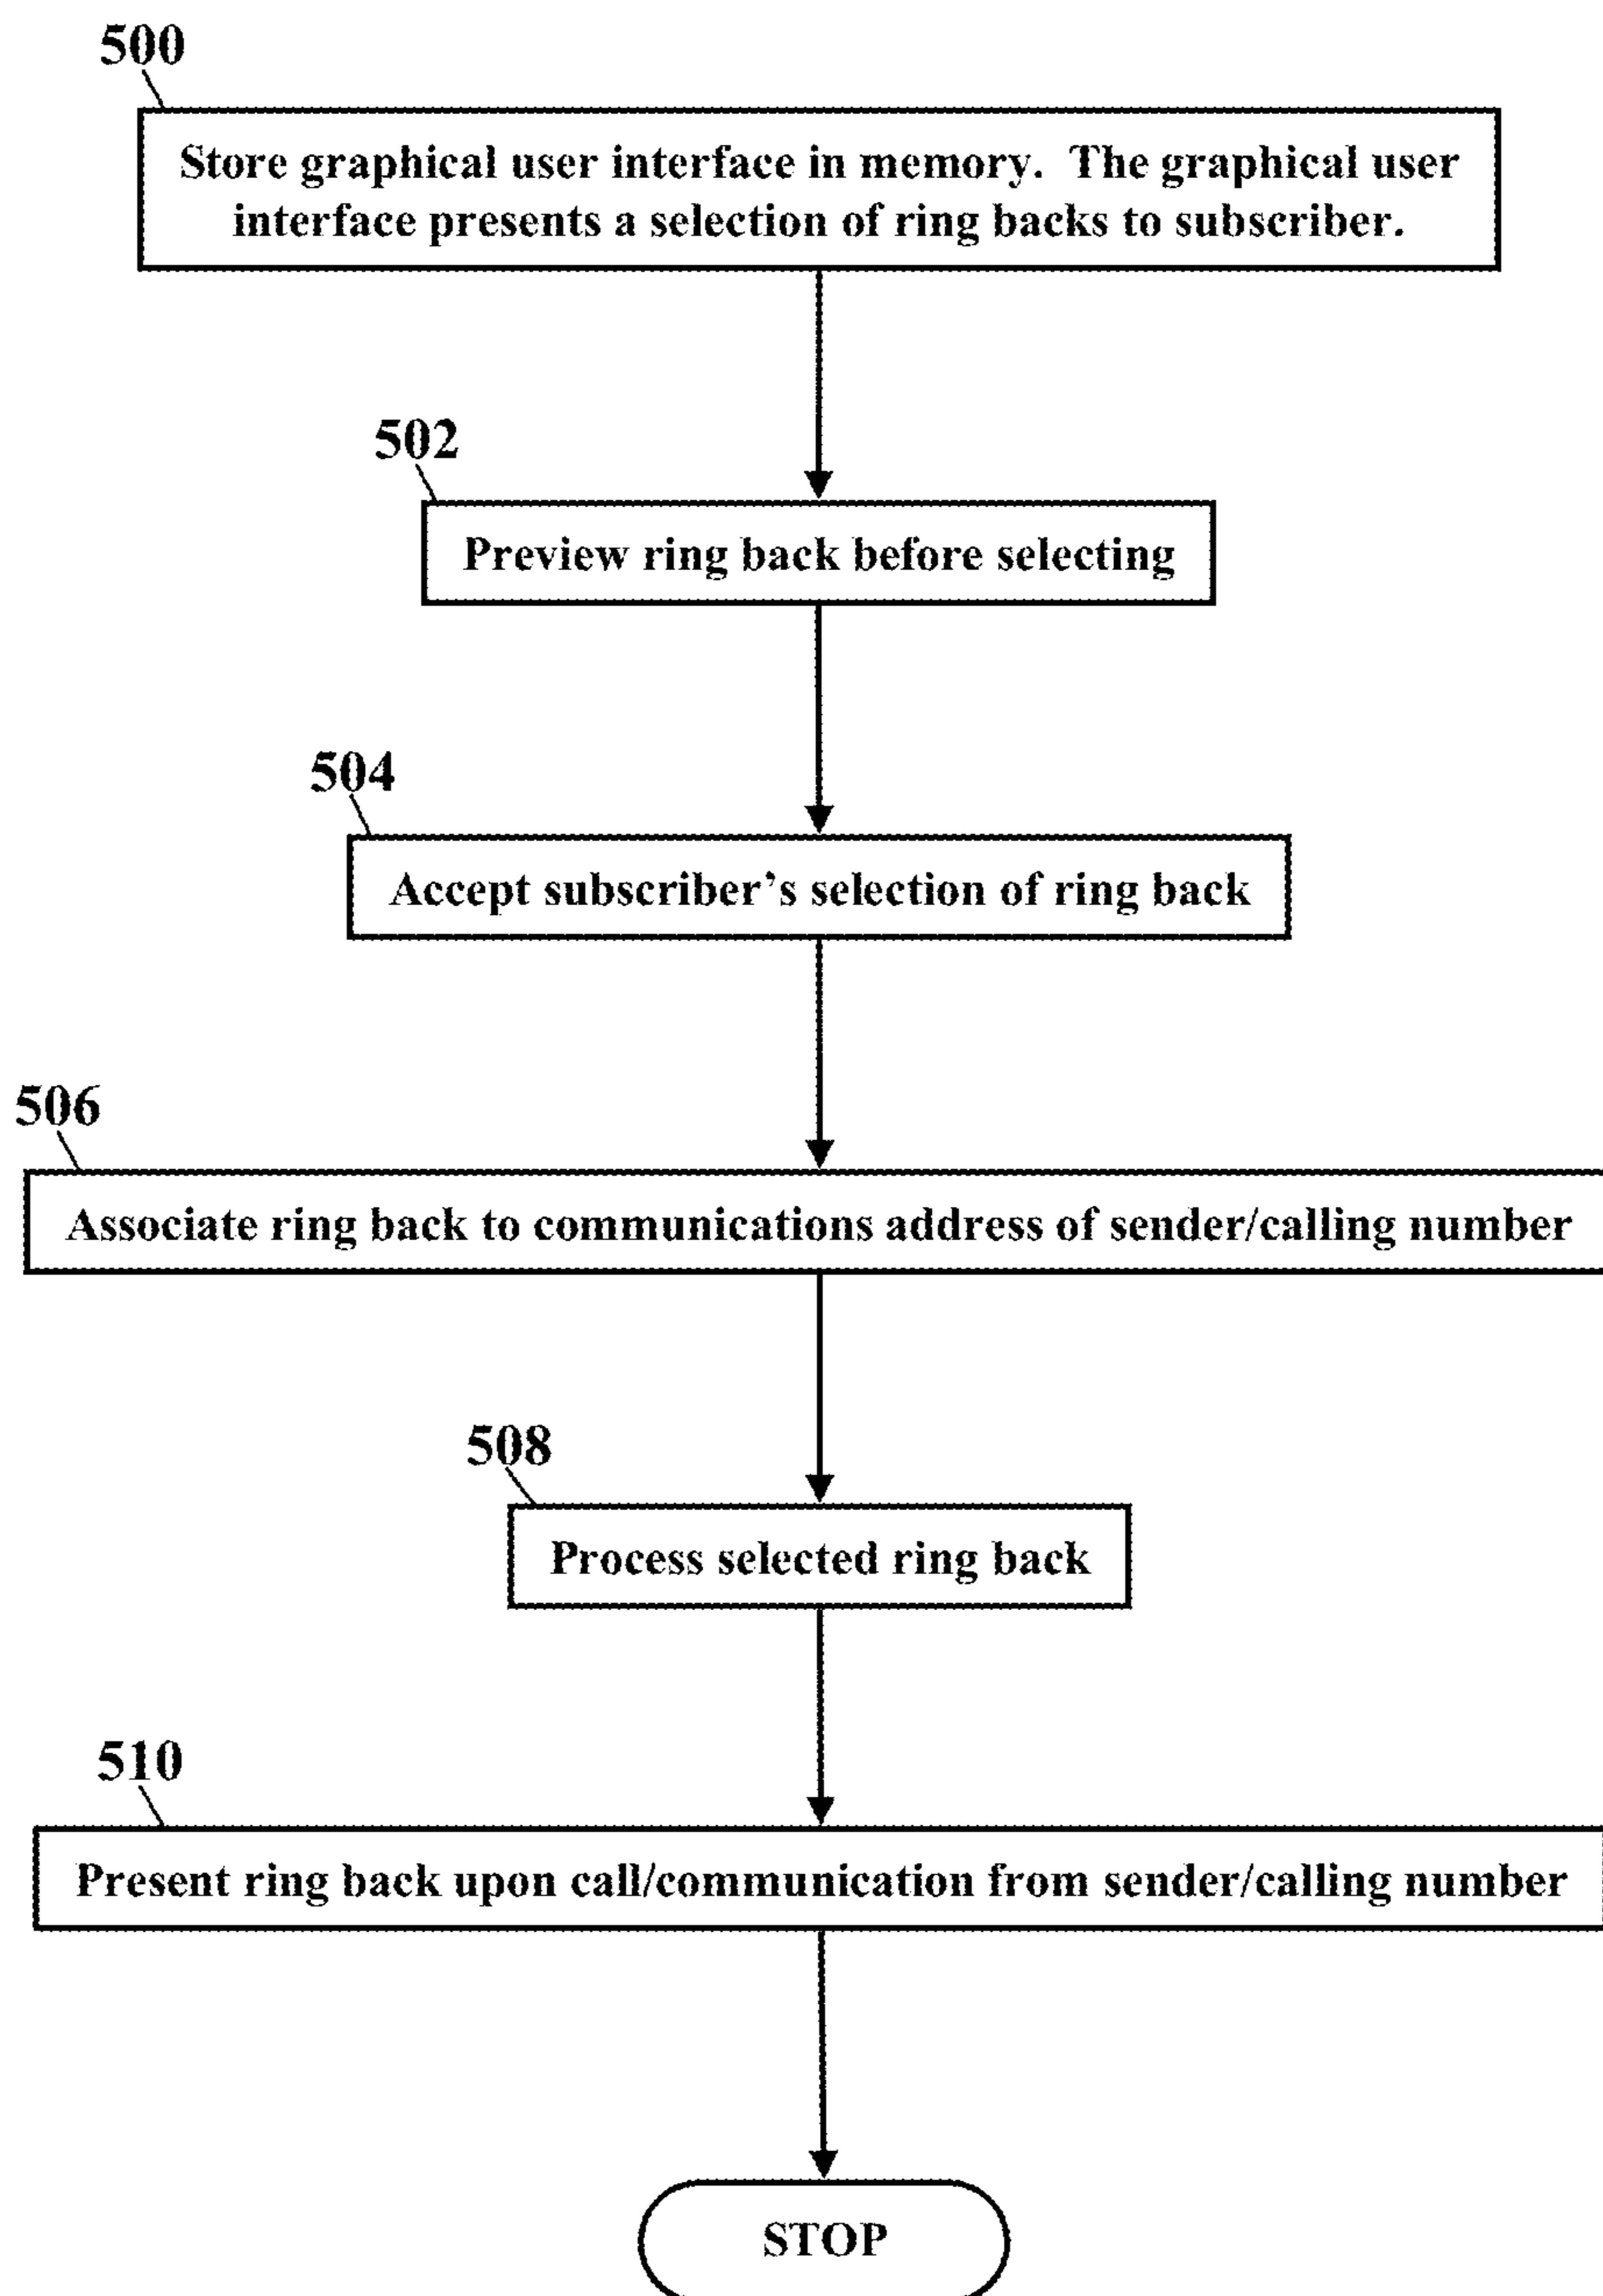 500
Store graphical user interface in memory.  The graphical user
interface presents a selection of ring backs to subscriber.
502
Preview ring back before selecting
504
Accept subscriber’s selection of ring back
506
Associate ring back to communications address of sender/calling number
508
Process selected ring back
510
Present ring back upon call/communication from sender/calling number
STOP